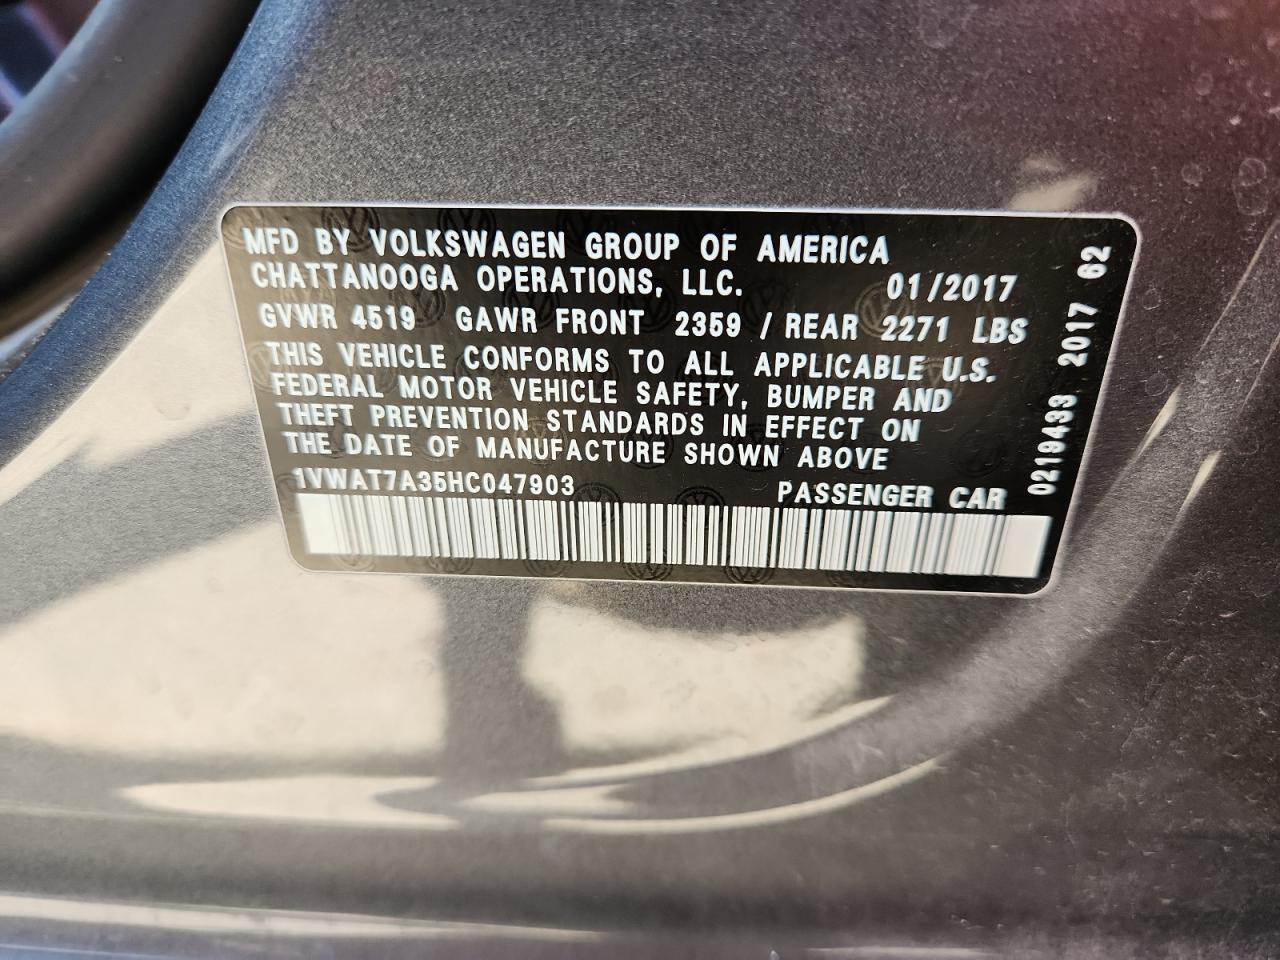 MFD BY VOLKSWAGEN GROUP OF AMERICA
CHATTANOOGA OPERATIONS, LLC. 01/2017
GVWR 4519 GAWR FRONT 2359 / REAR 2271 LBS
THIS VEHICLE CONFORMS TO ALL APPLICABLE U.S.
FEDERAL MOTOR VEHICLE SAFETY, BUMPER AND
THEFT PREVENTION STANDARDS IN EFFECT ON
THE DATE OF MANUFACTURE SHOWN ABOVE
1VWAT7A35HC047903 PASSENGER CAR
0219433 2017 62